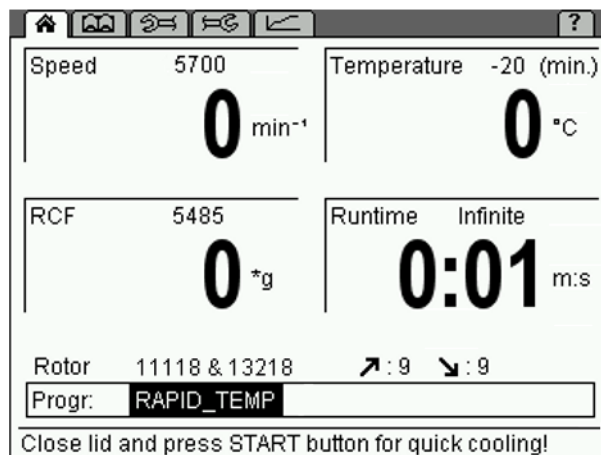 ?
Speed 5700
0 min⁻¹
Temperature -20 (min.)
0 °C
RCF 5485
0 *g
Runtime Infinite
0:01 m:s
Rotor 11118 & 13218 ↗:9 ↘:9
Progr: RAPID_TEMP
Close lid and press START button for quick cooling!